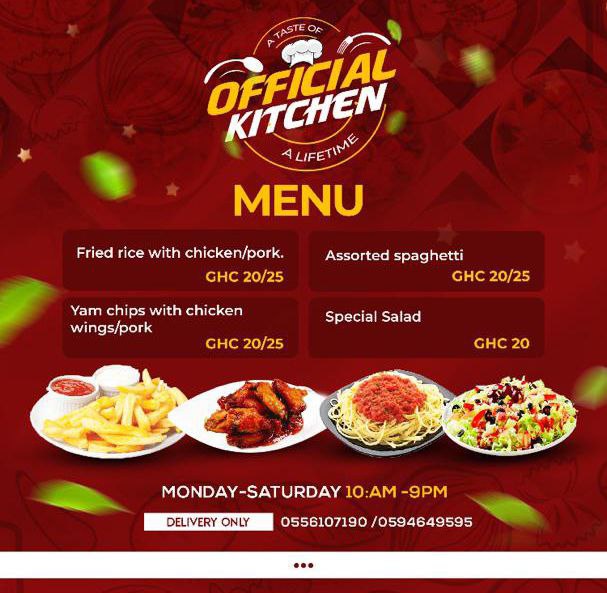 A TASTE OF
OFFICIAL
KITCHEN
A LIFETIME
MENU
Fried rice with chicken/pork.
GHC 20/25
Assorted spaghetti
GHC 20/25
Yam chips with chicken
wings/pork
GHC 20/25
Special Salad
GHC 20
MONDAY-SATURDAY 10:AM -9PM
DELIVERY ONLY 0556107190 /0594649595